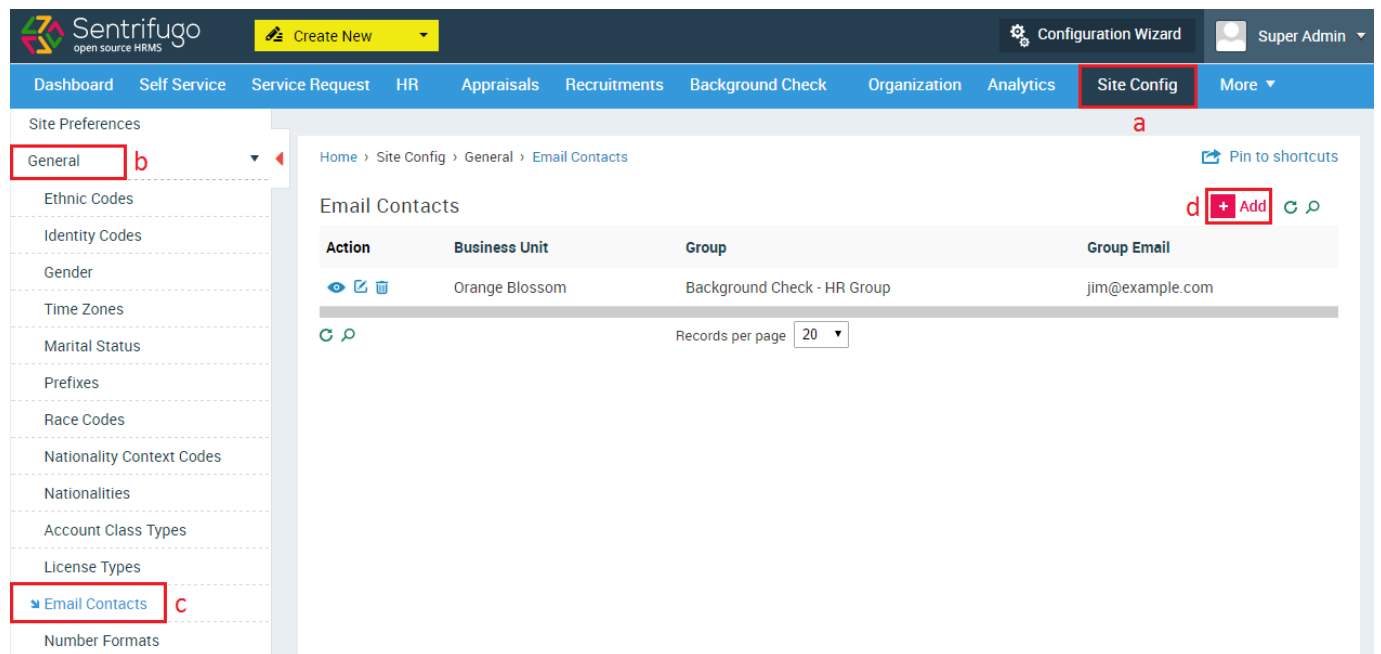 Sentrifugo
open source HRMS
Create New
Configuration Wizard
Super Admin
Dashboard Self Service Service Request HR Appraisals Recruitments Background Check Organization Analytics Site Config More
a
Site Preferences
General b
Home › Site Config › General › Email Contacts
Pin to shortcuts
Ethnic Codes
Identity Codes
Gender
Time Zones
Marital Status
Prefixes
Race Codes
Nationality Context Codes
Nationalities
Account Class Types
License Types
Email Contacts c
Number Formats
Email Contacts
d + Add
Action Business Unit Group Group Email
Orange Blossom Background Check - HR Group jim@example.com
Records per page 20